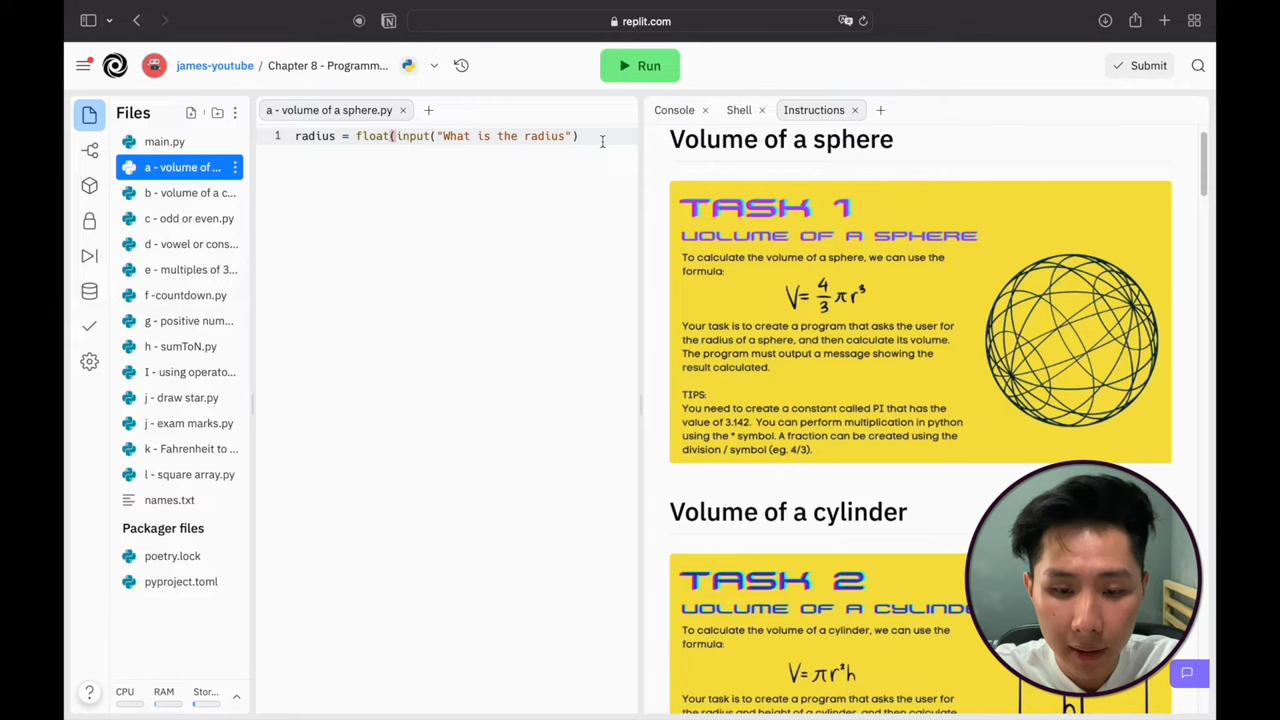 replit.com
james-youtube / Chapter 8 - Programm...
Run
Submit
Files
main.py
a - volume of ...
b - volume of a c...
c - odd or even.py
d - vowel or cons...
e - multiples of 3...
f -countdown.py
g - positive num...
h - sumToN.py
I - using operato...
j - draw star.py
j - exam marks.py
k - Fahrenheit to ...
l - square array.py
names.txt
Packager files
poetry.lock
pyproject.toml
?
CPU RAM Stor...
a - volume of a sphere.py × +
1 radius = float(input("What is the radius")
Console × Shell × Instructions × +
Volume of a sphere
TASK 1
VOLUME OF A SPHERE
To calculate the volume of a sphere, we can use the
formula:
V= 4/3 πr³
Your task is to create a program that asks the user for
the radius of a sphere, and then calculate its volume.
The program must output a message showing the
result calculated.
TIPS:
You need to create a constant called PI that has the
value of 3.142. You can perform multiplication in python
using the * symbol. A fraction can be created using the
division / symbol (eg. 4/3).
Volume of a cylinder
TASK 2
VOLUME OF A CYLINDE
To calculate the volume of a cylinder, we can use the
formula:
V=πr²h
Your task is to create a program that asks the user for
the radius and height of a cylinder, and then calculate
h